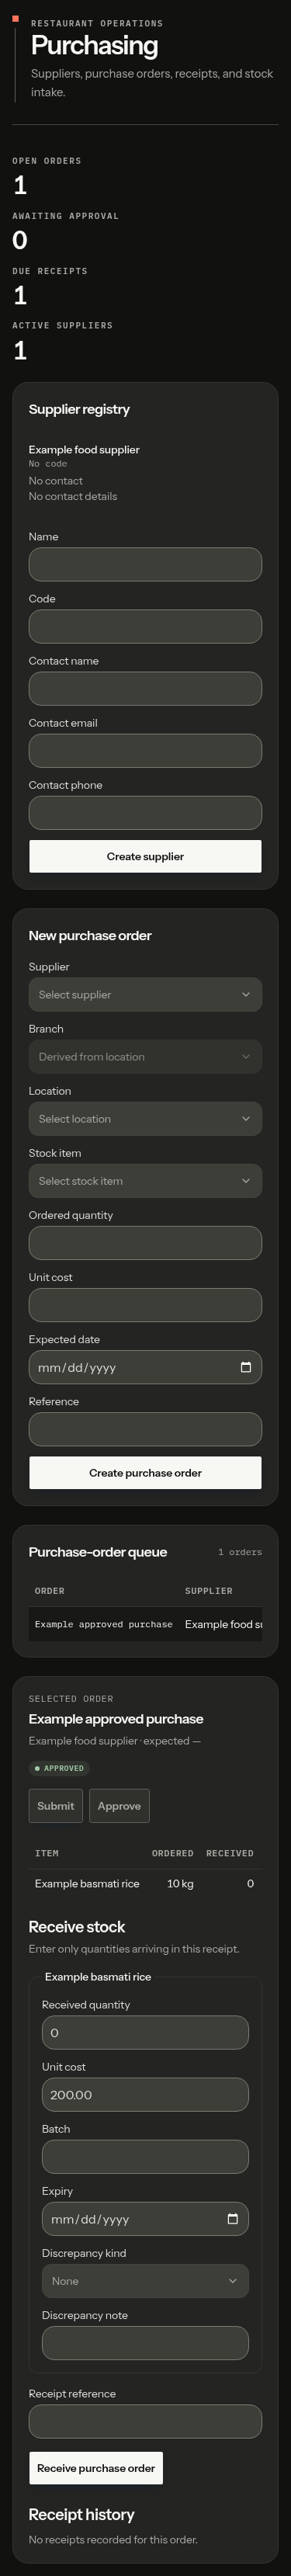 RESTAURANT OPERATIONS
Purchasing
Suppliers, purchase orders, receipts, and stock
intake.
OPEN ORDERS
1
AWAITING APPROVAL
0
DUE RECEIPTS
1
ACTIVE SUPPLIERS
1
Supplier registry
Example food supplier
No code
No contact
No contact details
Name
Code
Contact name
Contact email
Contact phone
Create supplier
New purchase order
Supplier
Select supplier
Branch
Derived from location
Location
Select location
Stock item
Select stock item
Ordered quantity
Unit cost
Expected date
mm/dd/yyyy
Reference
Create purchase order
Purchase-order queue 1 orders
ORDER SUPPLIER
Example approved purchase Example food su
SELECTED ORDER
Example approved purchase
Example food supplier · expected —
APPROVED
Submit Approve
ITEM ORDERED RECEIVED
Example basmati rice 10 kg 0
Receive stock
Enter only quantities arriving in this receipt.
Example basmati rice
Received quantity
0
Unit cost
200.00
Batch
Expiry
mm/dd/yyyy
Discrepancy kind
None
Discrepancy note
Receipt reference
Receive purchase order
Receipt history
No receipts recorded for this order.